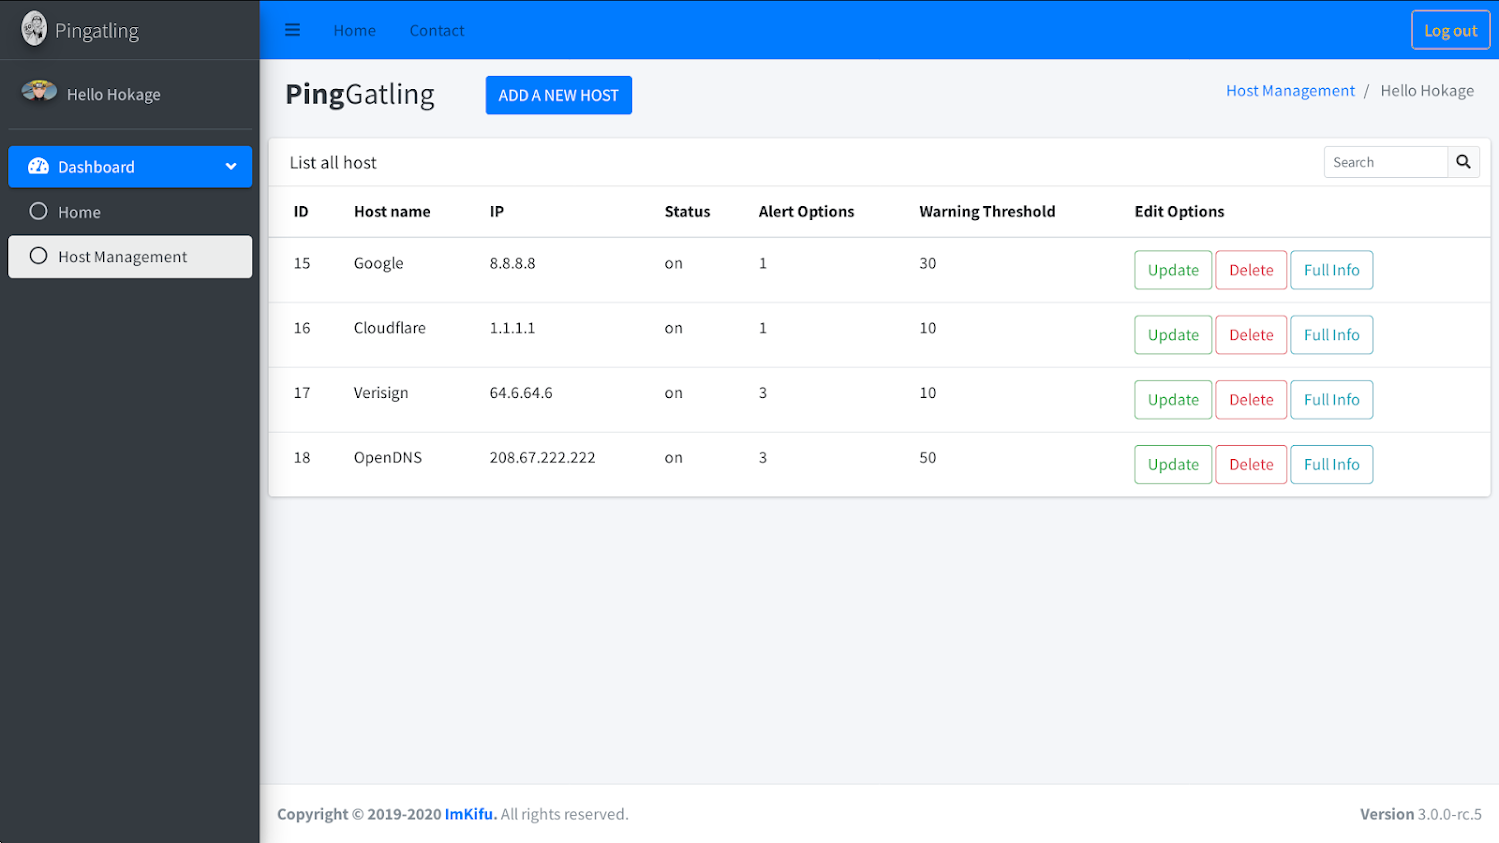 Pingatling
Home Contact Log out
Hello Hokage
PingGatling ADD A NEW HOST Host Management / Hello Hokage
Dashboard
Home
Host Management
List all host Search
ID Host name IP Status Alert Options Warning Threshold Edit Options
15 Google 8.8.8.8 on 1 30 Update Delete Full Info
16 Cloudflare 1.1.1.1 on 1 10 Update Delete Full Info
17 Verisign 64.6.64.6 on 3 10 Update Delete Full Info
18 OpenDNS 208.67.222.222 on 3 50 Update Delete Full Info
Copyright © 2019-2020 ImKifu. All rights reserved. Version 3.0.0-rc.5